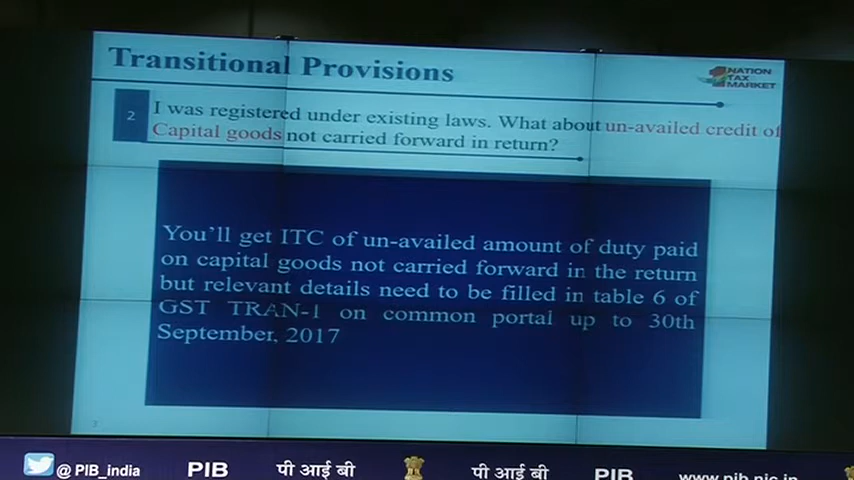 Transitional Provisions
1 NATION
TAX
MARKET
2
I was registered under existing laws. What about un-availed credit of
Capital goods not carried forward in return?
You'll get ITC of un-availed amount of duty paid
on capital goods not carried forward in the return
but relevant details need to be filled in table 6 of
GST TRAN-1 on common portal up to 30th
September, 2017
@PIB_india PIB पी आई बी पी आई बी PIB www.pib.nic.in